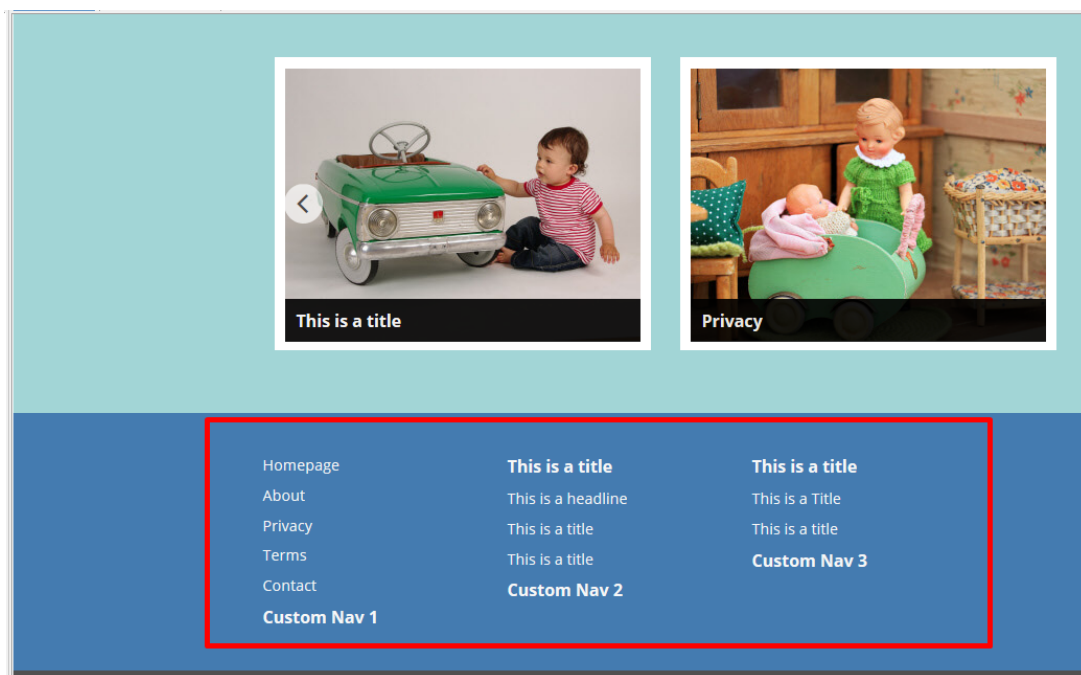 This is a title
Privacy
Homepage
About
Privacy
Terms
Contact
Custom Nav 1
This is a title
This is a headline
This is a title
This is a title
Custom Nav 2
This is a title
This is a Title
This is a title
Custom Nav 3